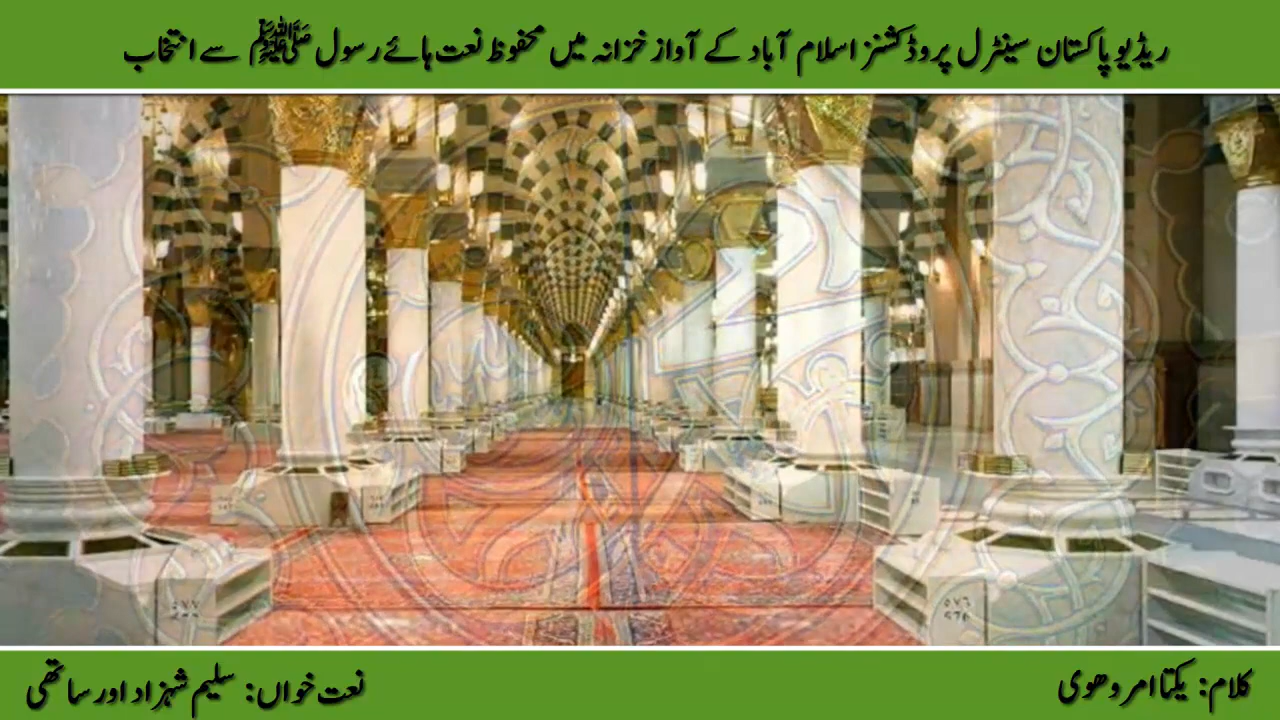 ریڈیو پاکستان سینٹرل پروڈکشنز اسلام آباد کے آواز خزانہ میں محفوظ نعت ہائے رسول ﷺ سے انتخاب
کلام: یکتا امروھوی
نعت خواں: سلیم شہزاد اور ساتھی